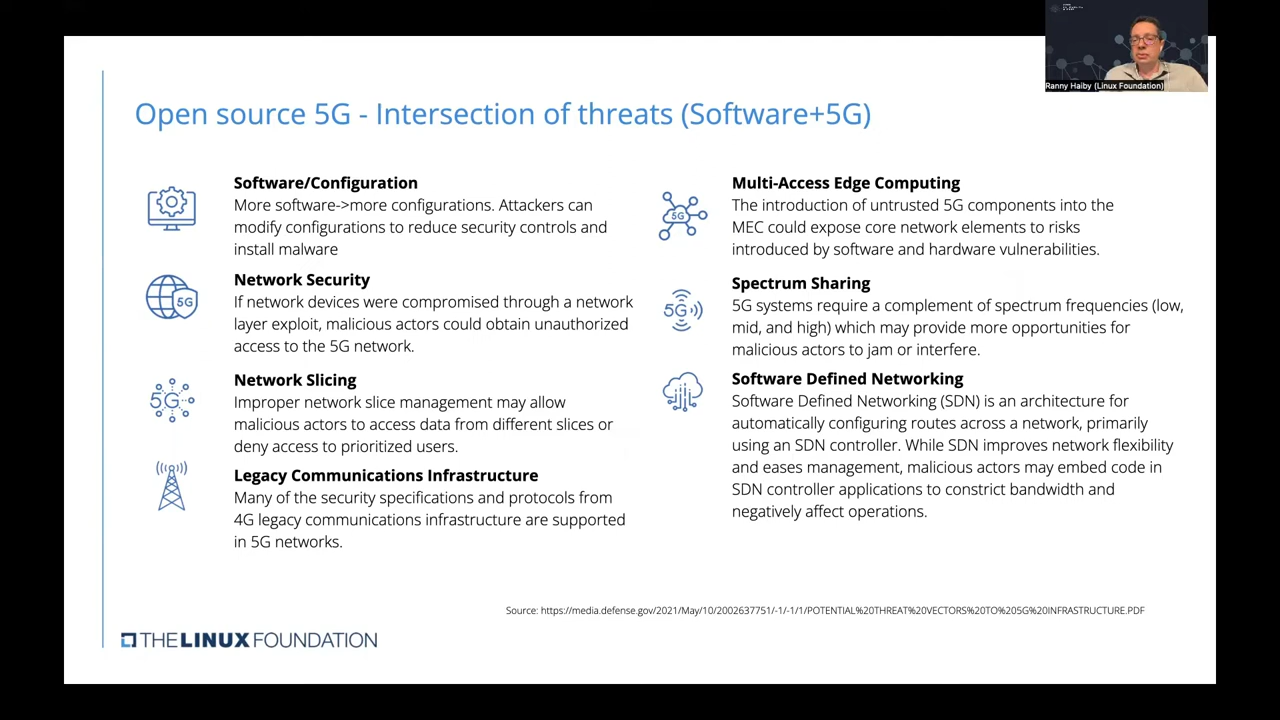 Ranny Haiby (Linux Foundation)
Open source 5G - Intersection of threats (Software+5G)
Software/Configuration
More software->more configurations. Attackers can
modify configurations to reduce security controls and
install malware
5G
Network Security
If network devices were compromised through a network
layer exploit, malicious actors could obtain unauthorized
access to the 5G network.
5G
Network Slicing
Improper network slice management may allow
malicious actors to access data from different slices or
deny access to prioritized users.
Legacy Communications Infrastructure
Many of the security specifications and protocols from
4G legacy communications infrastructure are supported
in 5G networks.
5G
Multi-Access Edge Computing
The introduction of untrusted 5G components into the
MEC could expose core network elements to risks
introduced by software and hardware vulnerabilities.
5G
Spectrum Sharing
5G systems require a complement of spectrum frequencies (low,
mid, and high) which may provide more opportunities for
malicious actors to jam or interfere.
Software Defined Networking
Software Defined Networking (SDN) is an architecture for
automatically configuring routes across a network, primarily
using an SDN controller. While SDN improves network flexibility
and eases management, malicious actors may embed code in
SDN controller applications to constrict bandwidth and
negatively affect operations.
Source: https://media.defense.gov/2021/May/10/2002637751/-1/-1/1/POTENTIAL%20THREAT%20VECTORS%20TO%205G%20INFRASTRUCTURE.PDF
THE LINUX FOUNDATION